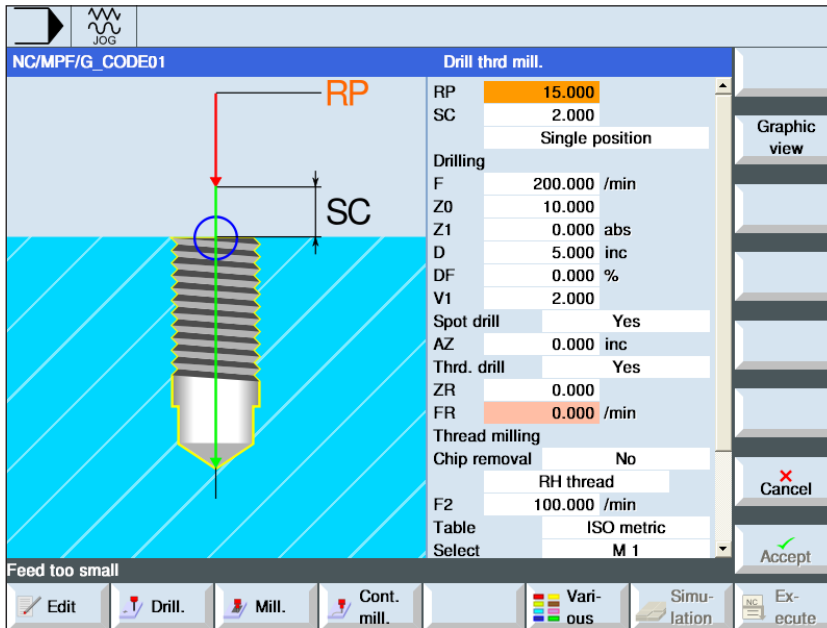 JOG
NC/MPF/G_CODE01
Drill thrd mill.
RP
SC
RP 15.000
SC 2.000
Single position
Drilling
F 200.000 /min
Z0 10.000
Z1 0.000 abs
D 5.000 inc
DF 0.000 %
V1 2.000
Spot drill Yes
AZ 0.000 inc
Thrd. drill Yes
ZR 0.000
FR 0.000 /min
Thread milling
Chip removal No
RH thread
F2 100.000 /min
Table ISO metric
Select M 1
Graphic
view
Cancel
Accept
Feed too small
Edit
Drill.
Mill.
Cont.
mill.
Vari-
ous
Simu-
lation
NC
Ex-
ecute